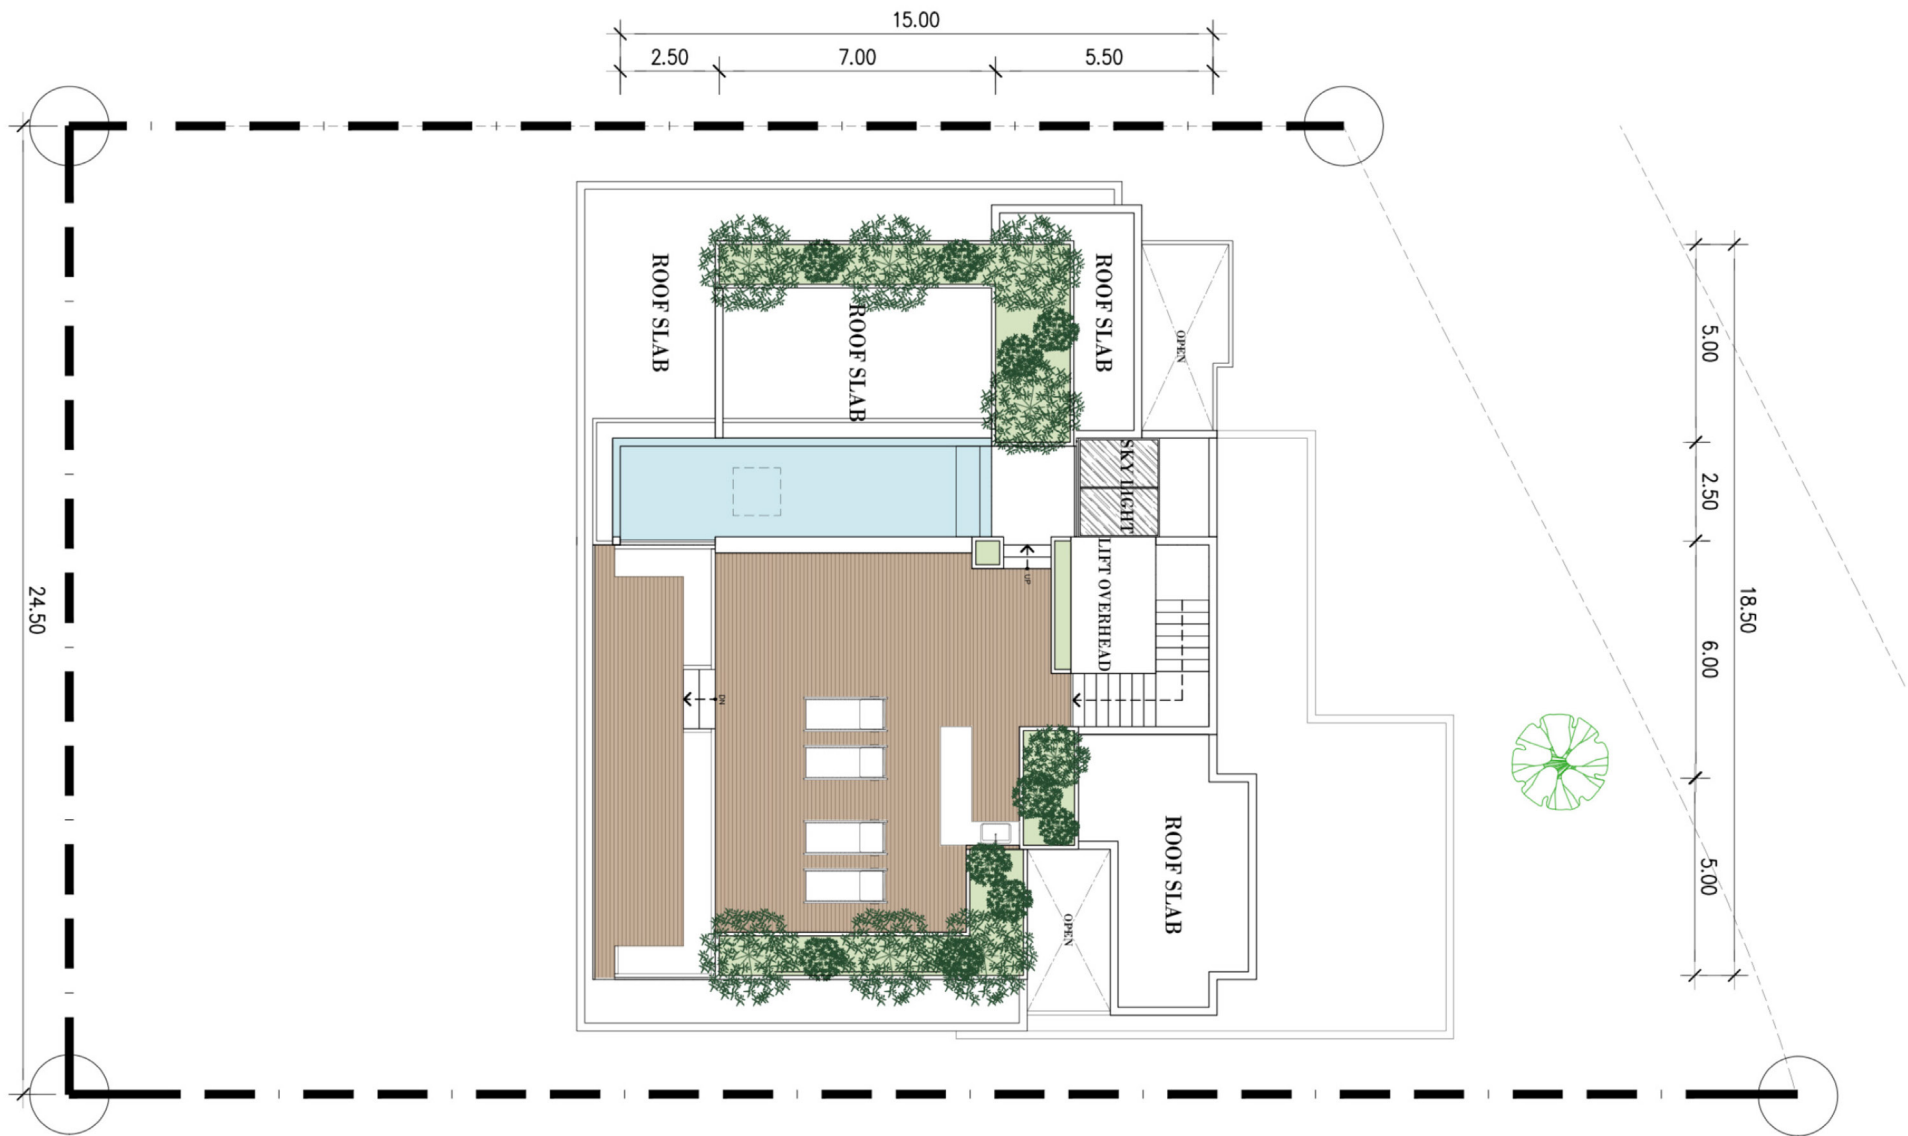 15.00
2.50
7.00
5.50
ROOF SLAB
ROOF SLAB
ROOF SLAB
OPEN
5.00
SKY LIGHT
2.50
UP
LIFT OVERHEAD
24.50
18.50
6.00
DN
ROOF SLAB
5.00
OPEN